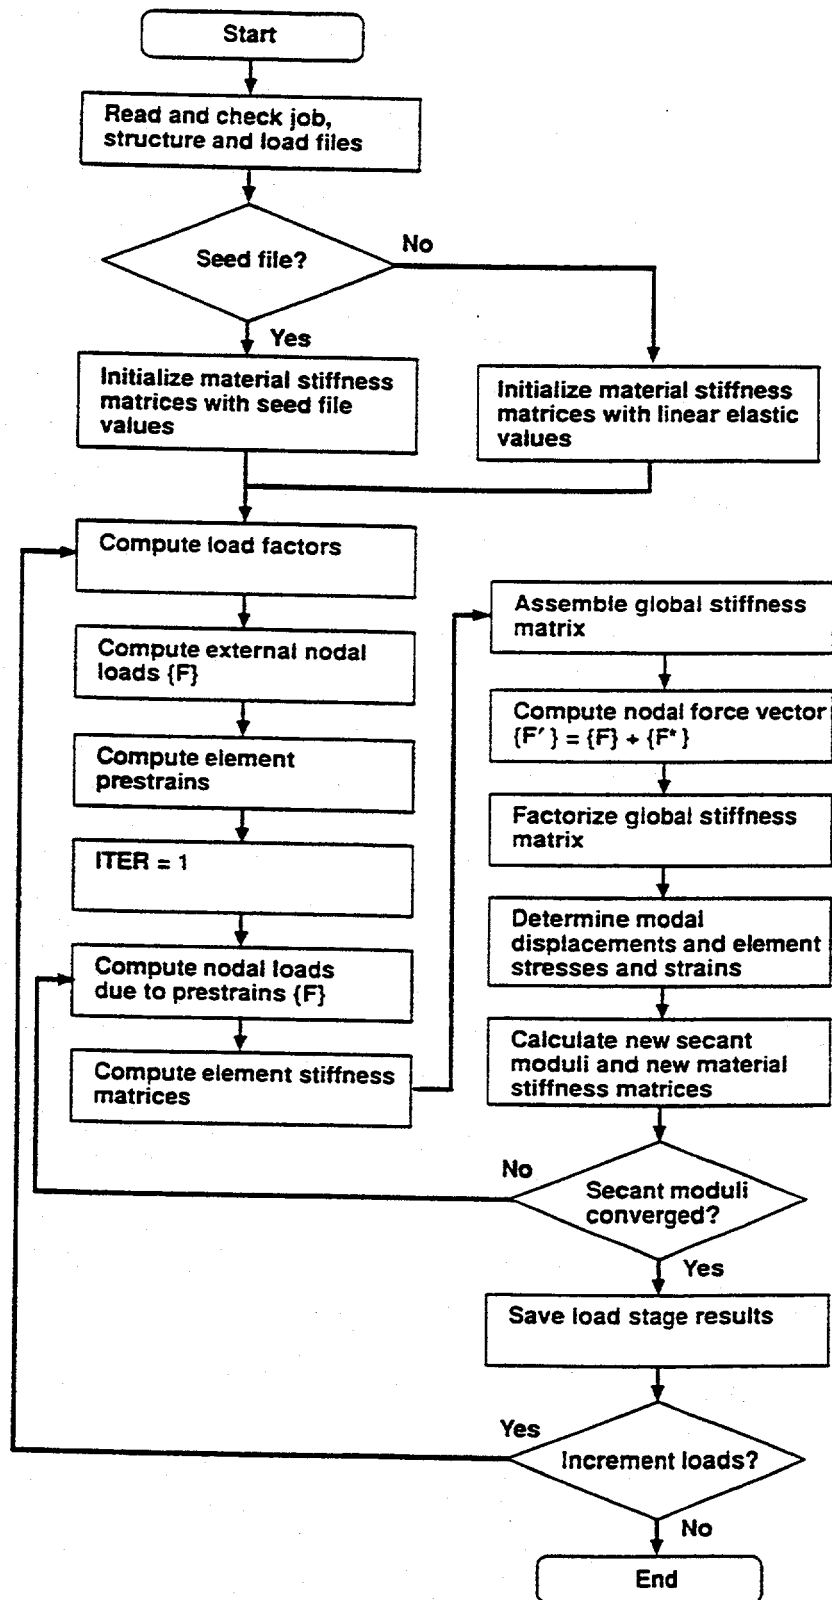 Start
Read and check job,
structure and load files
Seed file?
No
Yes
Initialize material stiffness
matrices with seed file
values
Initialize material stiffness
matrices with linear elastic
values
Compute load factors
Compute external nodal
loads {F}
Compute element
prestrains
ITER = 1
Compute nodal loads
due to prestrains {F}
Compute element stiffness
matrices
Assemble global stiffness
matrix
Compute nodal force vector
{F′} = {F} + {F*}
Factorize global stiffness
matrix
Determine modal
displacements and element
stresses and strains
Calculate new secant
moduli and new material
stiffness matrices
No
Secant moduli
converged?
Yes
Save load stage results
Yes
Increment loads?
No
End